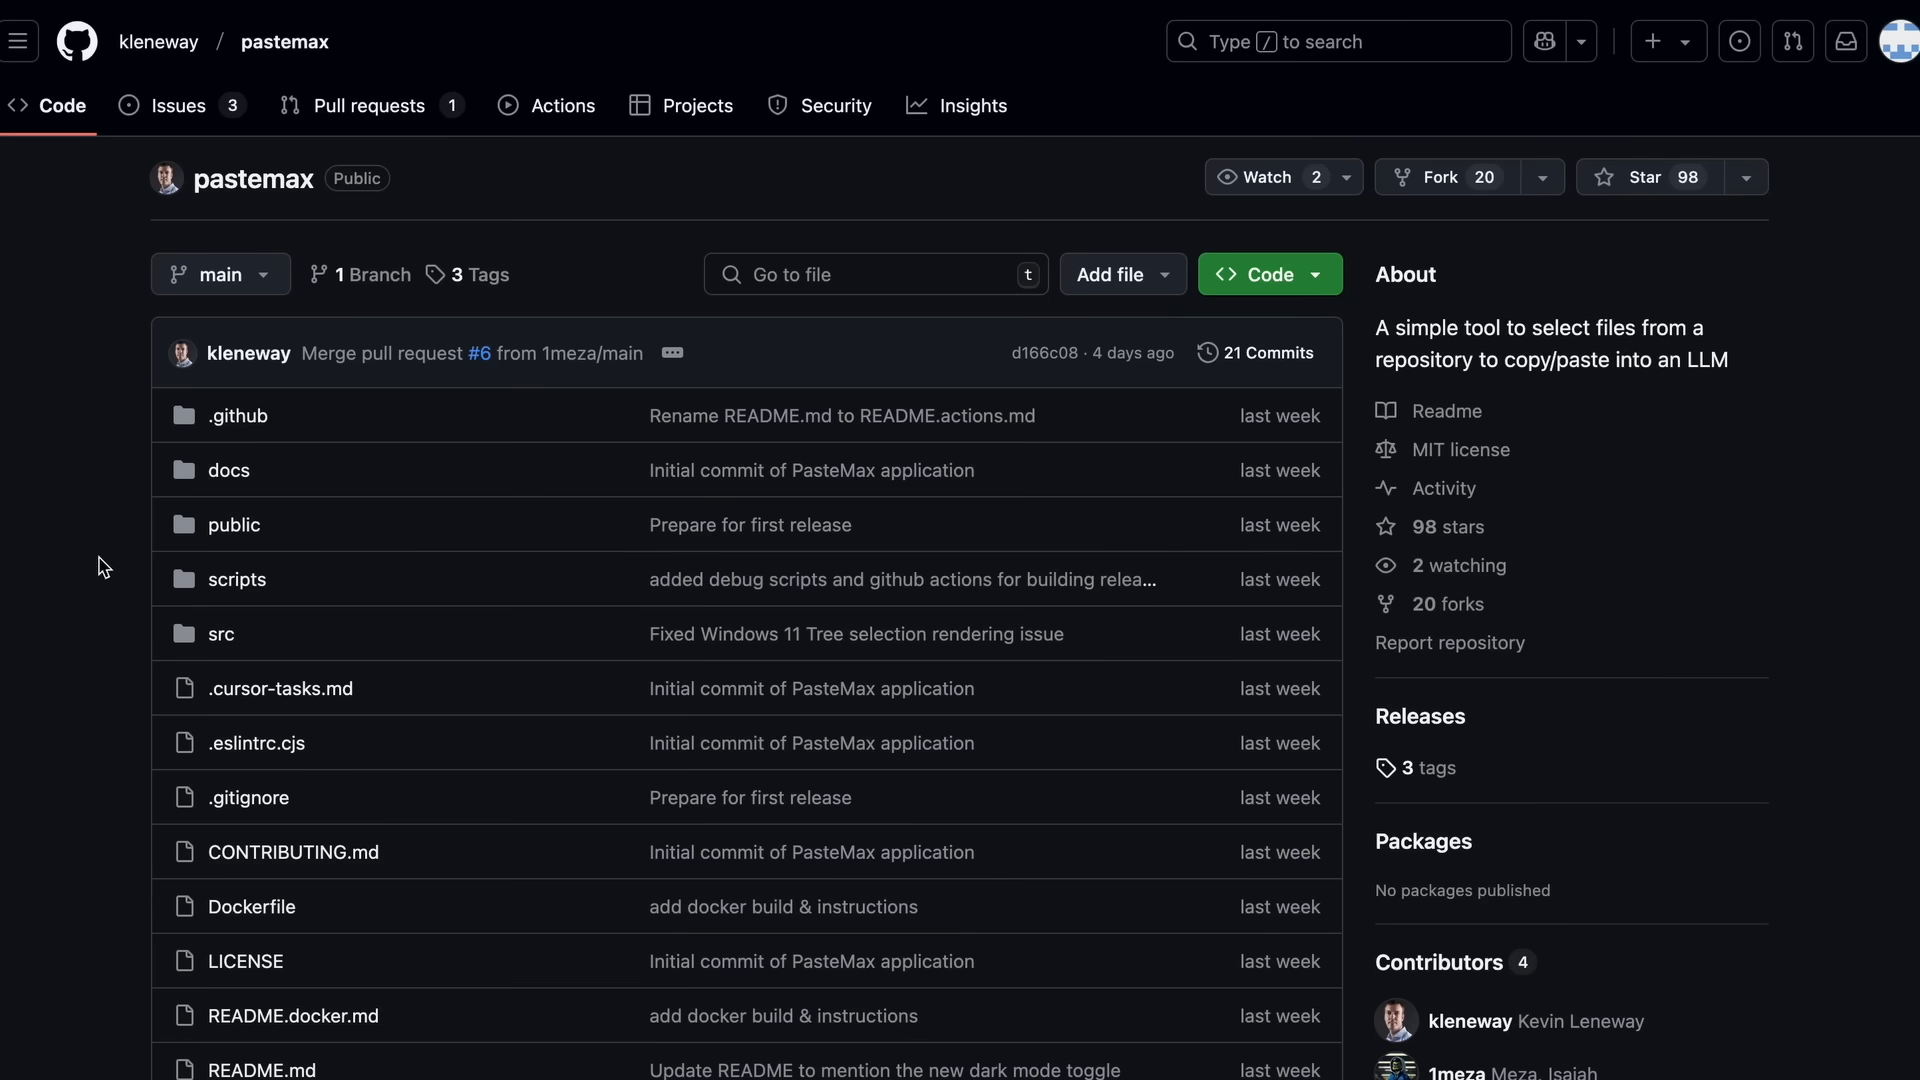 kleneway / pastemax
Type / to search
Code
Issues 3
Pull requests 1
Actions
Projects
Security
Insights
pastemax Public
Watch 2
Fork 20
Star 98
main
1 Branch
3 Tags
Go to file t
Add file
Code
kleneway Merge pull request #6 from 1meza/main
d166c08 · 4 days ago
21 Commits
.github Rename README.md to README.actions.md last week
docs Initial commit of PasteMax application last week
public Prepare for first release last week
scripts added debug scripts and github actions for building relea... last week
src Fixed Windows 11 Tree selection rendering issue last week
.cursor-tasks.md Initial commit of PasteMax application last week
.eslintrc.cjs Initial commit of PasteMax application last week
.gitignore Prepare for first release last week
CONTRIBUTING.md Initial commit of PasteMax application last week
Dockerfile add docker build & instructions last week
LICENSE Initial commit of PasteMax application last week
README.docker.md add docker build & instructions last week
README.md Update README to mention the new dark mode toggle last week
About
A simple tool to select files from a
repository to copy/paste into an LLM
Readme
MIT license
Activity
98 stars
2 watching
20 forks
Report repository
Releases
3 tags
Packages
No packages published
Contributors 4
kleneway Kevin Leneway
1meza Meza, Isaiah